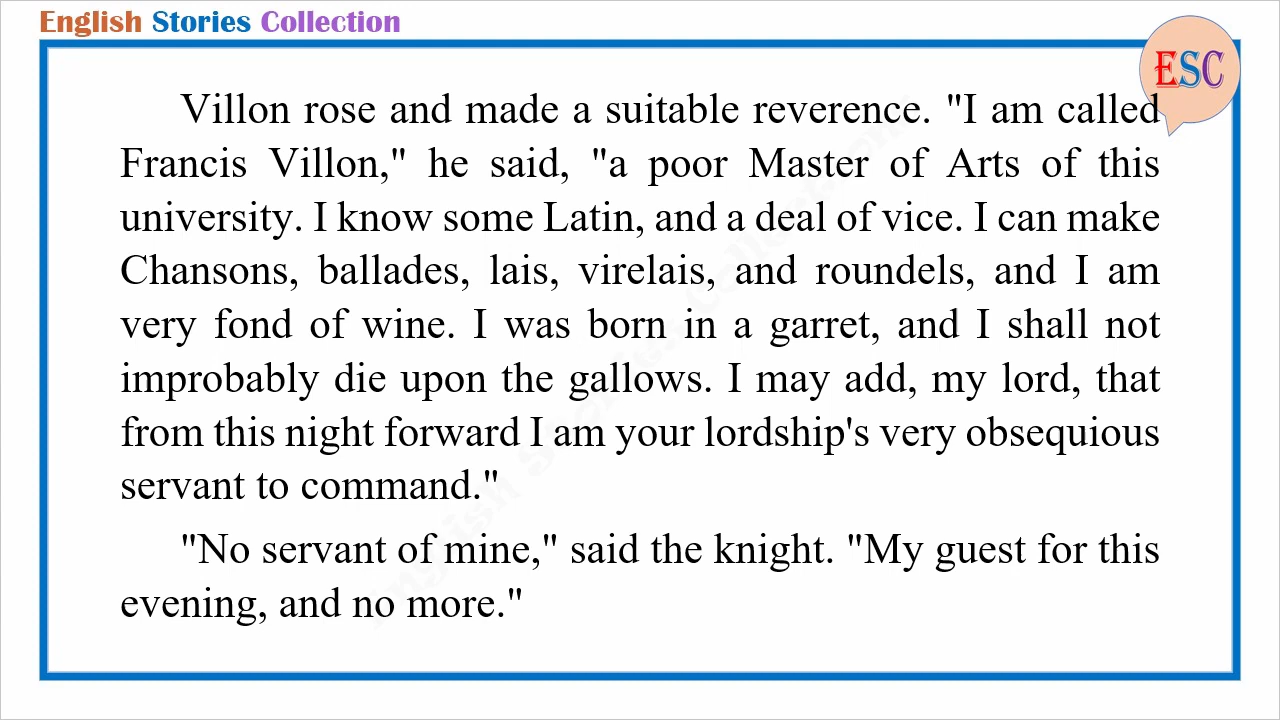 English Stories Collection
ESC
Villon rose and made a suitable reverence. "I am called
Francis Villon," he said, "a poor Master of Arts of this
university. I know some Latin, and a deal of vice. I can make
Chansons, ballades, lais, virelais, and roundels, and I am
very fond of wine. I was born in a garret, and I shall not
improbably die upon the gallows. I may add, my lord, that
from this night forward I am your lordship's very obsequious
servant to command."
"No servant of mine," said the knight. "My guest for this
evening, and no more."